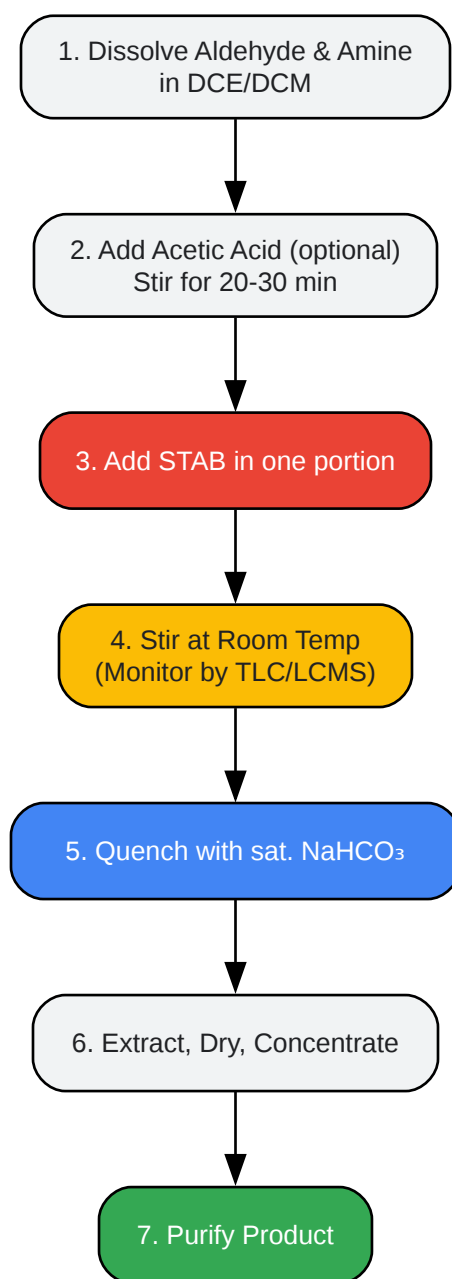 1. Dissolve Aldehyde & Amine
in DCE/DCM
2. Add Acetic Acid (optional)
Stir for 20-30 min
3. Add STAB in one portion
4. Stir at Room Temp
(Monitor by TLC/LCMS)
5. Quench with sat. NaHCO₃
6. Extract, Dry, Concentrate
7. Purify Product